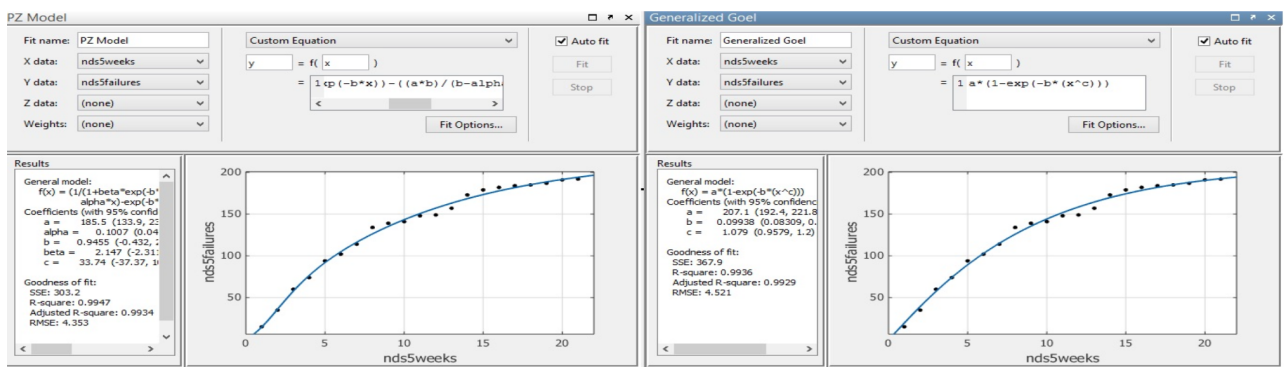 PZ Model
Fit name: PZ Model
X data: nds5weeks
Y data: nds5failures
Z data: (none)
Weights: (none)
Custom Equation
y = f( x )
= 1 cp(-b*x))-((a*b)/(b-alpha
Fit Options...
Auto fit
Fit
Stop
Results
General model:
f(x) = (1/(1+beta*exp(-b*
alpha*x)-exp(-b*
Coefficients (with 95% confid
a = 185.5 (133.9, 23
alpha = 0.1007 (0.04
b = 0.9455 (-0.432, 2
beta = 2.147 (-2.31
c = 33.74 (-37.37, 1
Goodness of fit:
SSE: 303.2
R-square: 0.9947
Adjusted R-square: 0.9934
RMSE: 4.353
nds5failures
200
150
100
50
0 5 10 15 20
nds5weeks
Generalized Goel
Fit name: Generalized Goel
X data: nds5weeks
Y data: nds5failures
Z data: (none)
Weights: (none)
Custom Equation
y = f( x )
= 1 a*(1-exp(-b*(x^c)))
Fit Options...
Auto fit
Fit
Stop
Results
General model:
f(x) = a*(1-exp(-b*(x^c)))
Coefficients (with 95% confidenc
a = 207.1 (192.4, 221.8
b = 0.09938 (0.08309, 0.
c = 1.079 (0.9579, 1.2)
Goodness of fit:
SSE: 367.9
R-square: 0.9936
Adjusted R-square: 0.9929
RMSE: 4.521
nds5failures
200
150
100
50
0 5 10 15 20
nds5weeks